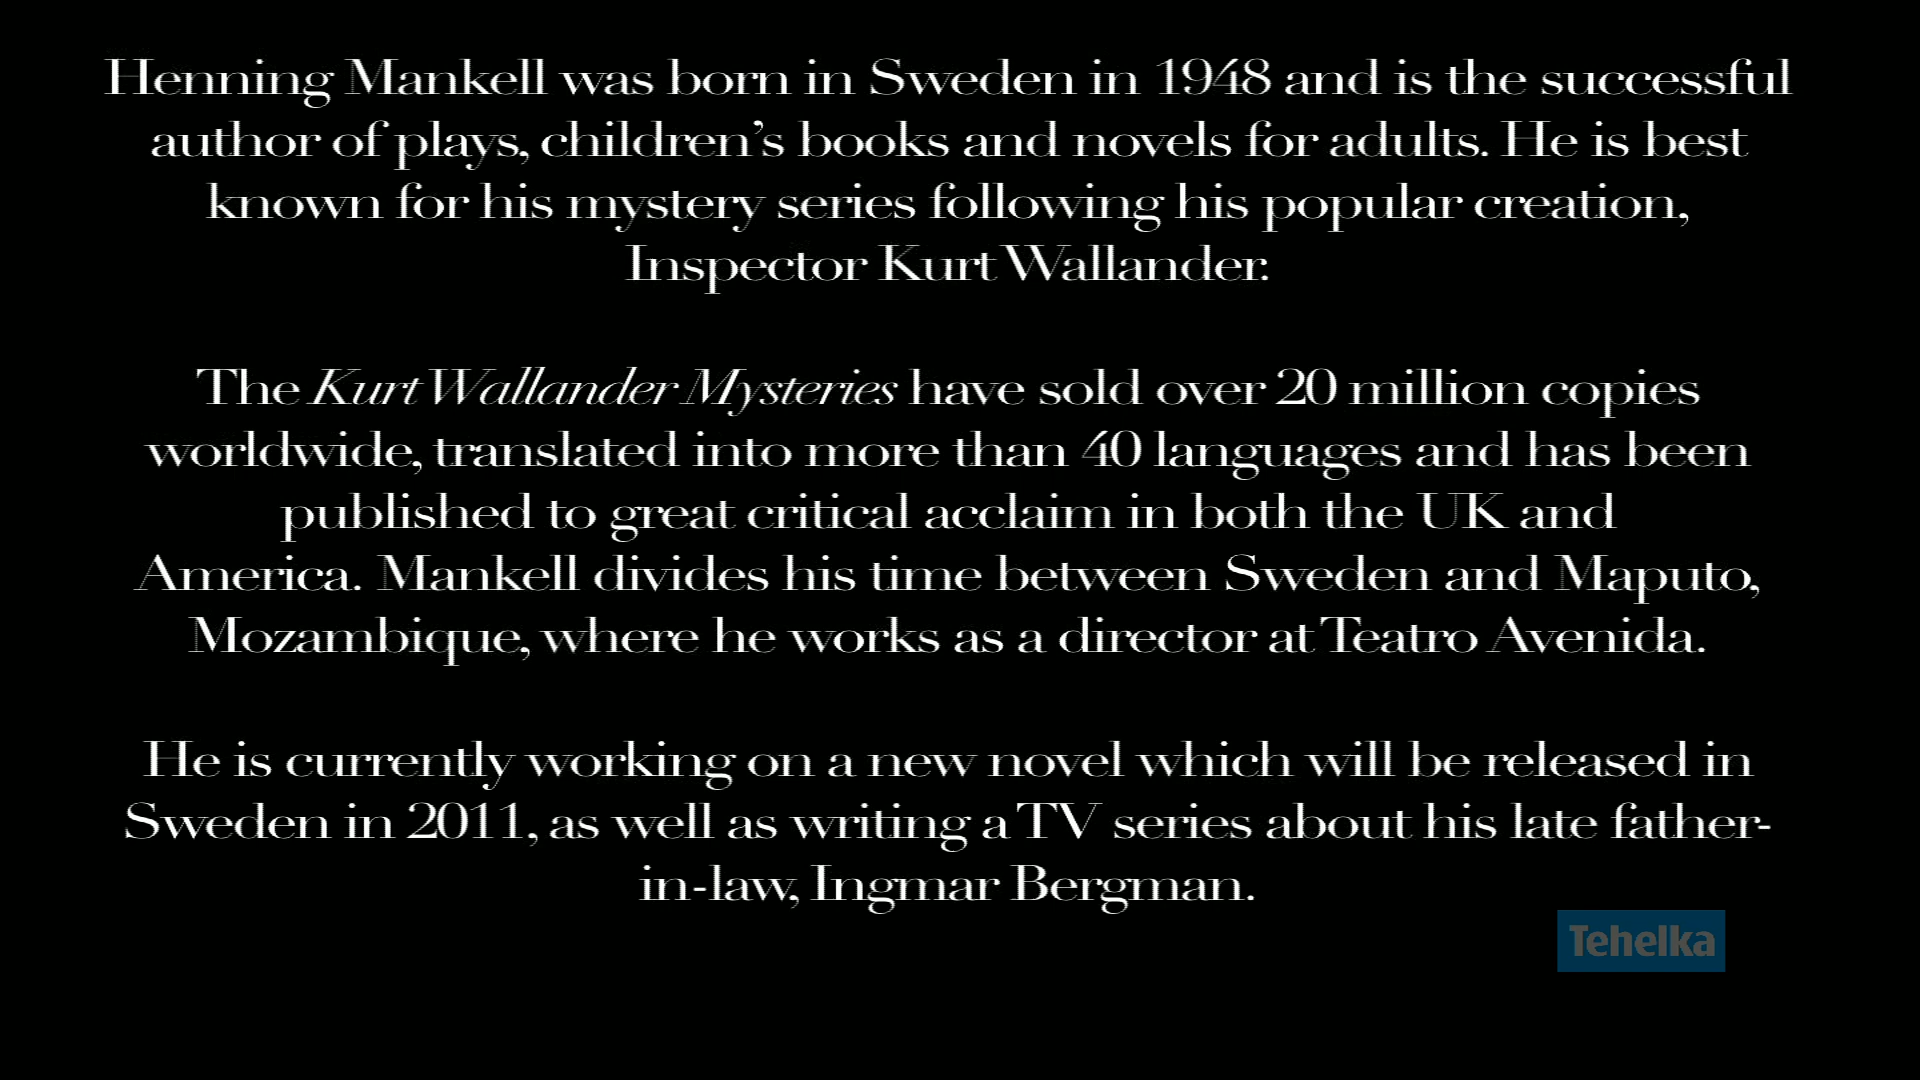 Henning Mankell was born in Sweden in 1948 and is the successful
author of plays, children’s books and novels for adults. He is best
known for his mystery series following his popular creation,
Inspector Kurt Wallander.
The Kurt Wallander Mysteries have sold over 20 million copies
worldwide, translated into more than 40 languages and has been
published to great critical acclaim in both the UK and
America. Mankell divides his time between Sweden and Maputo,
Mozambique, where he works as a director at Teatro Avenida.
He is currently working on a new novel which will be released in
Sweden in 2011, as well as writing a TV series about his late father-
in-law, Ingmar Bergman.
Tehelka